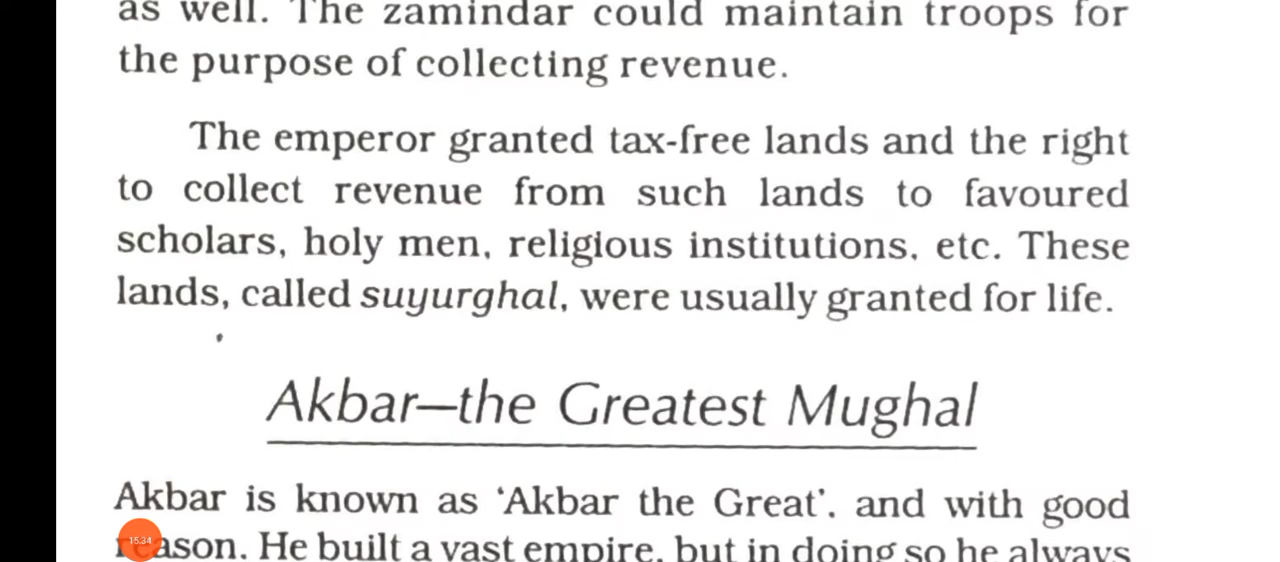 as well. The zamindar could maintain troops for
the purpose of collecting revenue.
The emperor granted tax-free lands and the right
to collect revenue from such lands to favoured
scholars, holy men, religious institutions, etc. These
lands, called suyurghal, were usually granted for life.
Akbar—the Greatest Mughal
Akbar is known as ‘Akbar the Great’, and with good
reason. He built a vast empire, but in doing so he always
15:34